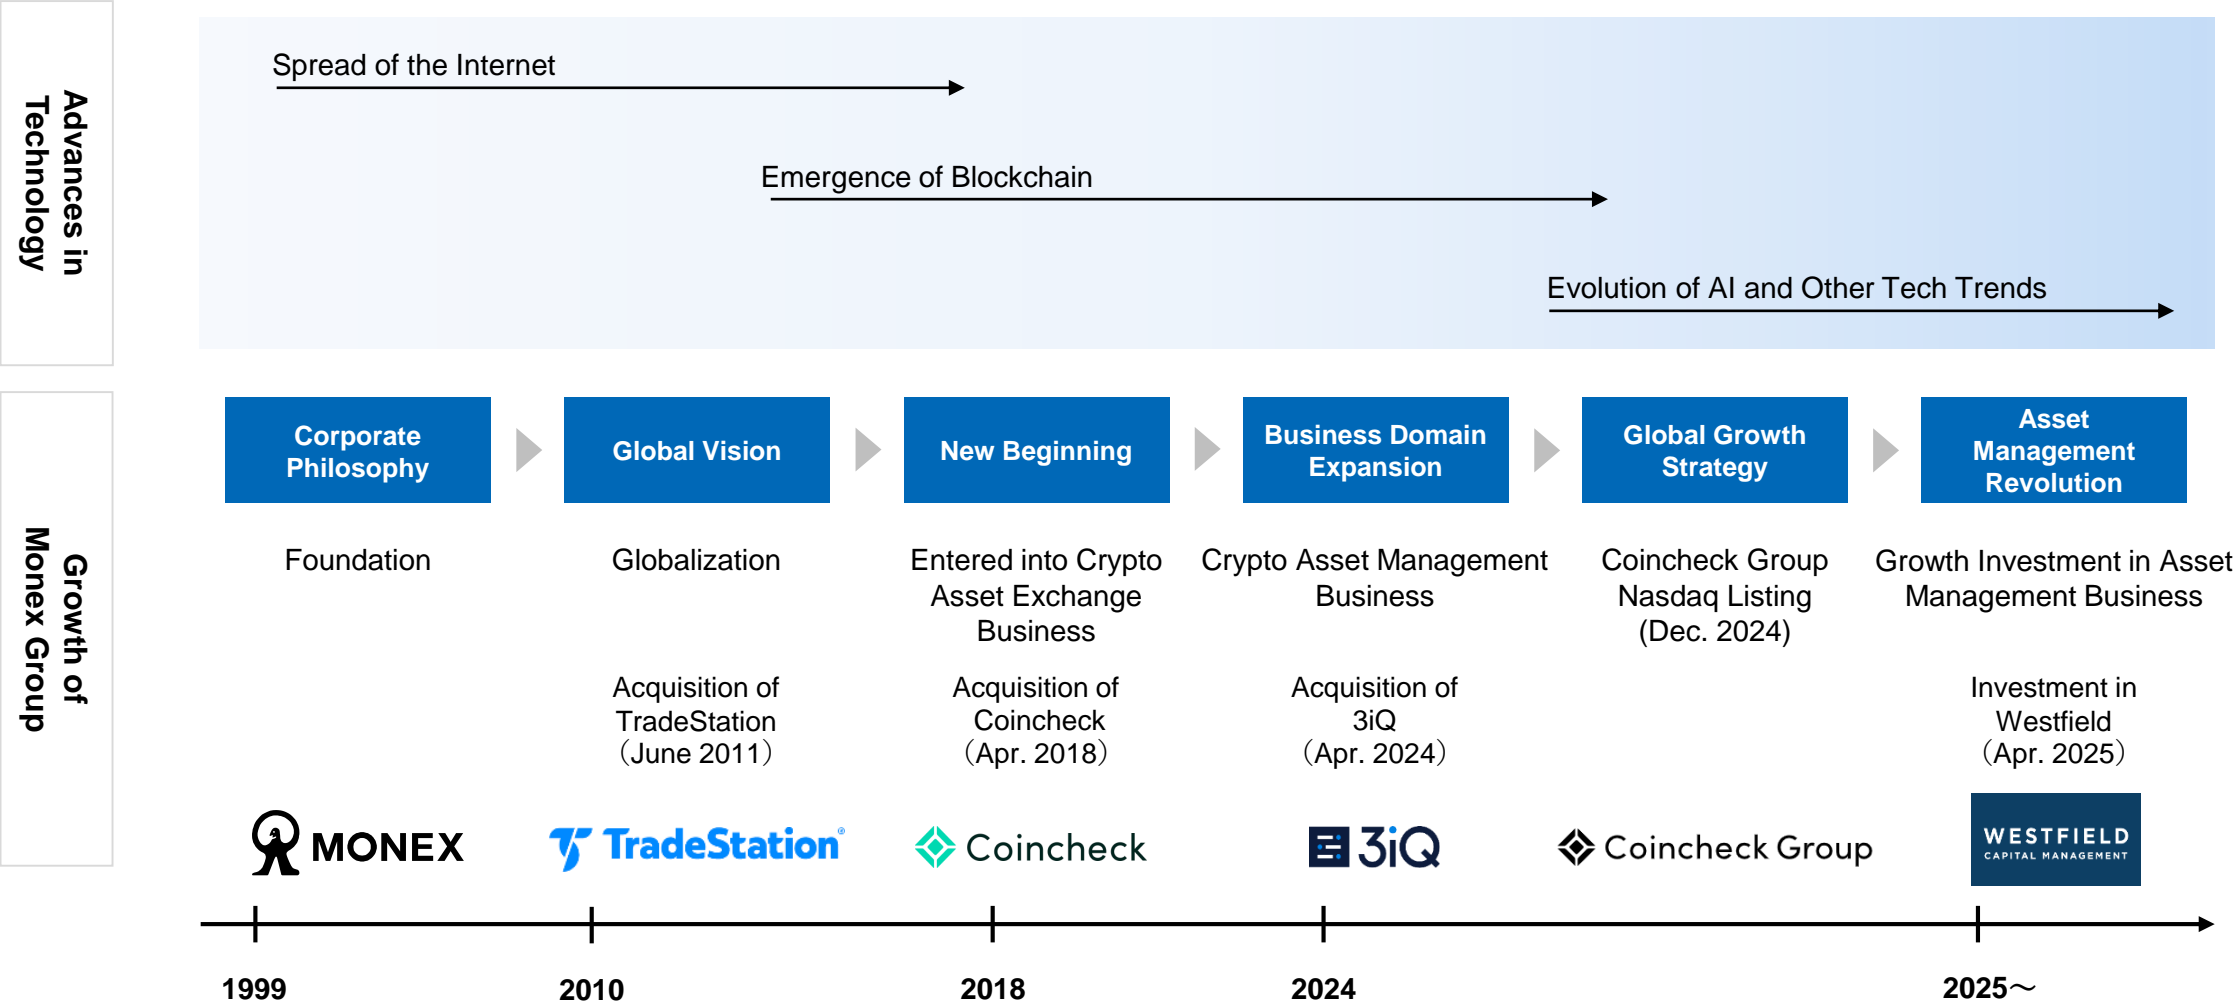 Advances in
Technology
Spread of the Internet
Emergence of Blockchain
Evolution of AI and Other Tech Trends
Growth of
Monex Group
Corporate
Philosophy
Foundation
MONEX
Global Vision
Globalization
Acquisition of
TradeStation
（June 2011）
TradeStation®
New Beginning
Entered into Crypto
Asset Exchange
Business
Acquisition of
Coincheck
（Apr. 2018）
Coincheck
Business Domain
Expansion
Crypto Asset Management
Business
Acquisition of
3iQ
（Apr. 2024）
3iQ
Global Growth
Strategy
Coincheck Group
Nasdaq Listing
(Dec. 2024)
Coincheck Group
Asset
Management
Revolution
Growth Investment in Asset
Management Business
Investment in
Westfield
（Apr. 2025）
WESTFIELD
CAPITAL MANAGEMENT
1999
2010
2018
2024
2025～